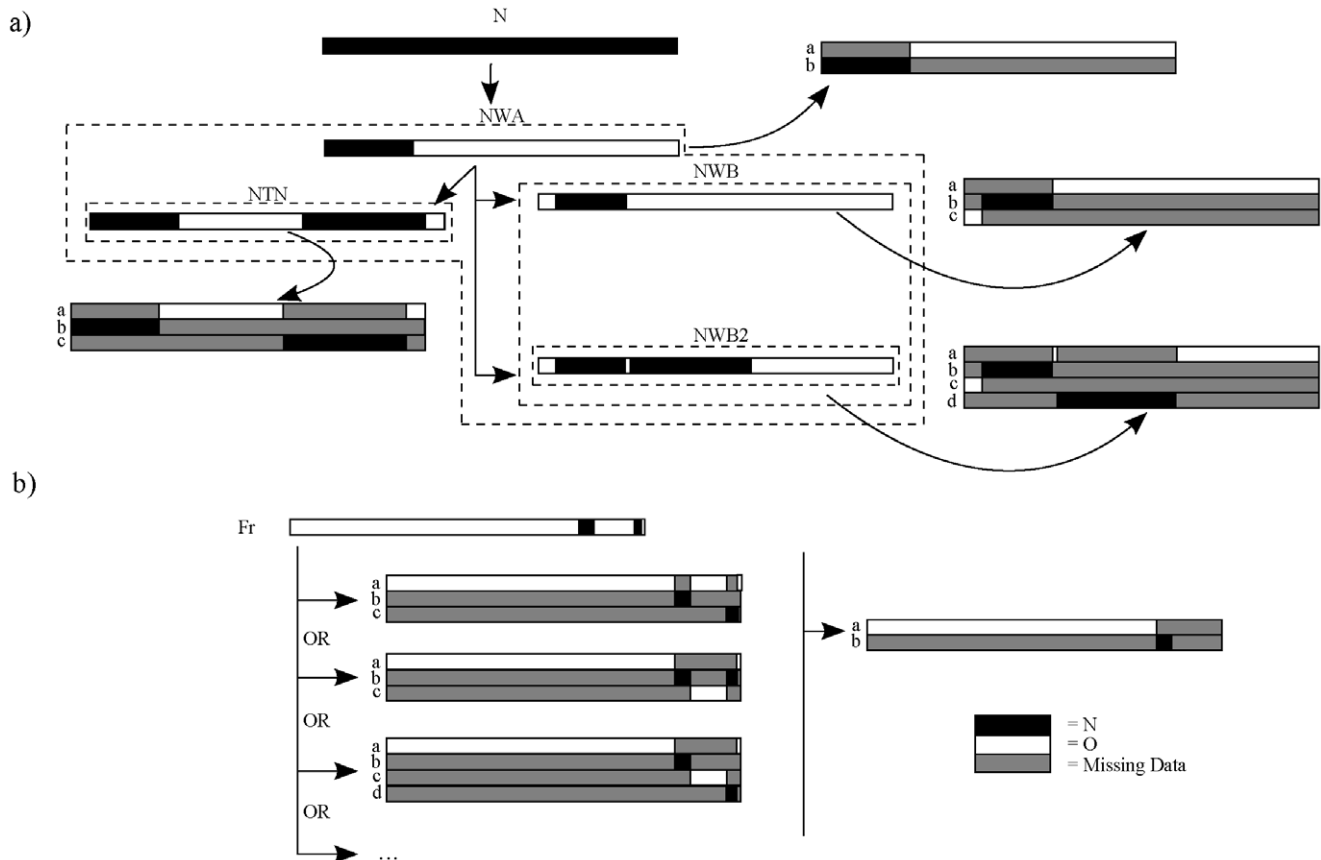 a)
N
a
b
NWA
NWB
a
b
c
NTN
a
b
c
NWB2
a
b
c
d
b)
Fr
a
b
c
OR
a
b
c
OR
a
b
c
d
OR
...
a
b
= N
= O
= Missing Data